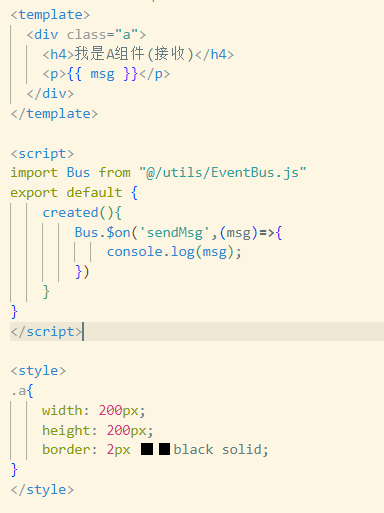 <template>
  <div class="a">
    <h4>我是A组件(接收)</h4>
    <p>{{ msg }}</p>
  </div>
</template>

<script>
import Bus from "@/utils/EventBus.js"
export default {
    created(){
        Bus.$on('sendMsg',(msg)=>{
            console.log(msg);
        })
    }
}
</script>

<style>
.a{
    width: 200px;
    height: 200px;
    border: 2px black solid;
}
</style>